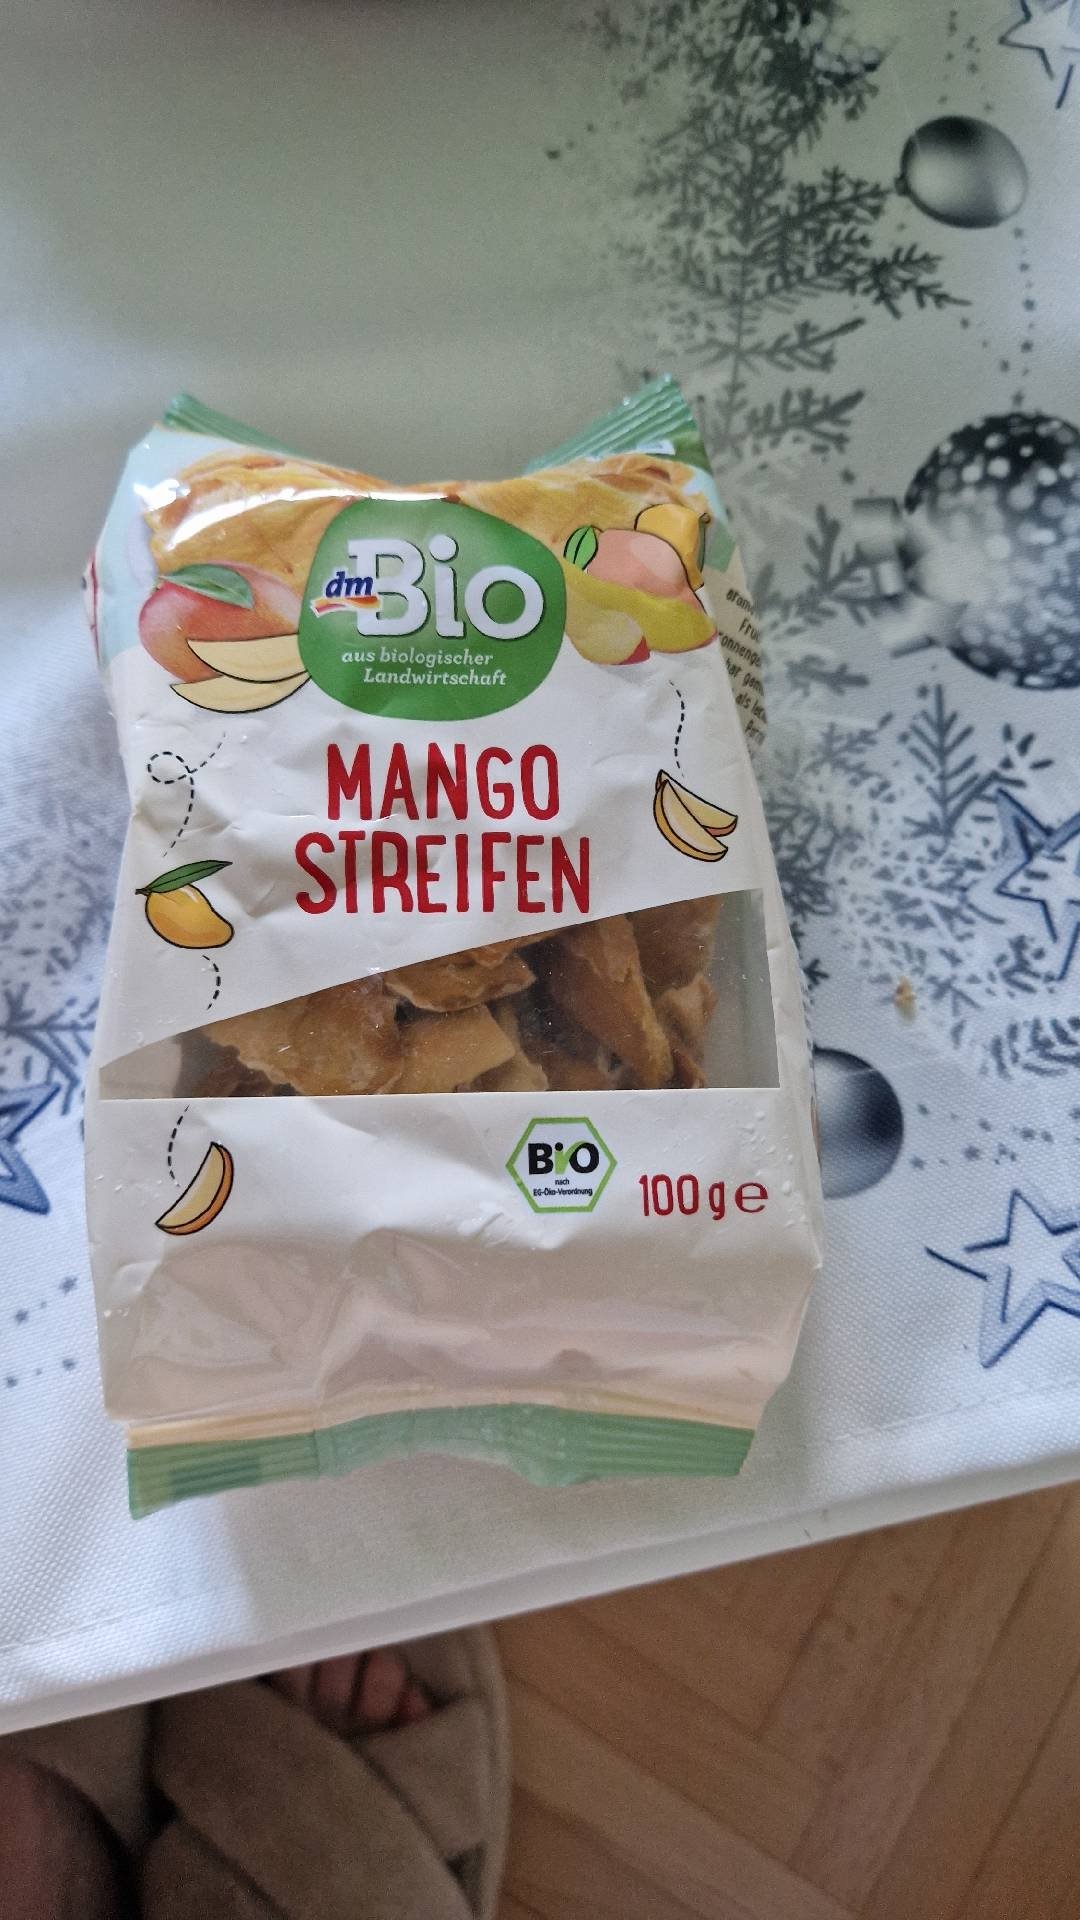 dm Bio
aus biologischer
Landwirtschaft
MANGO
STREIFEN
Bio
nach
EG-Öko-Verordnung
100 g e